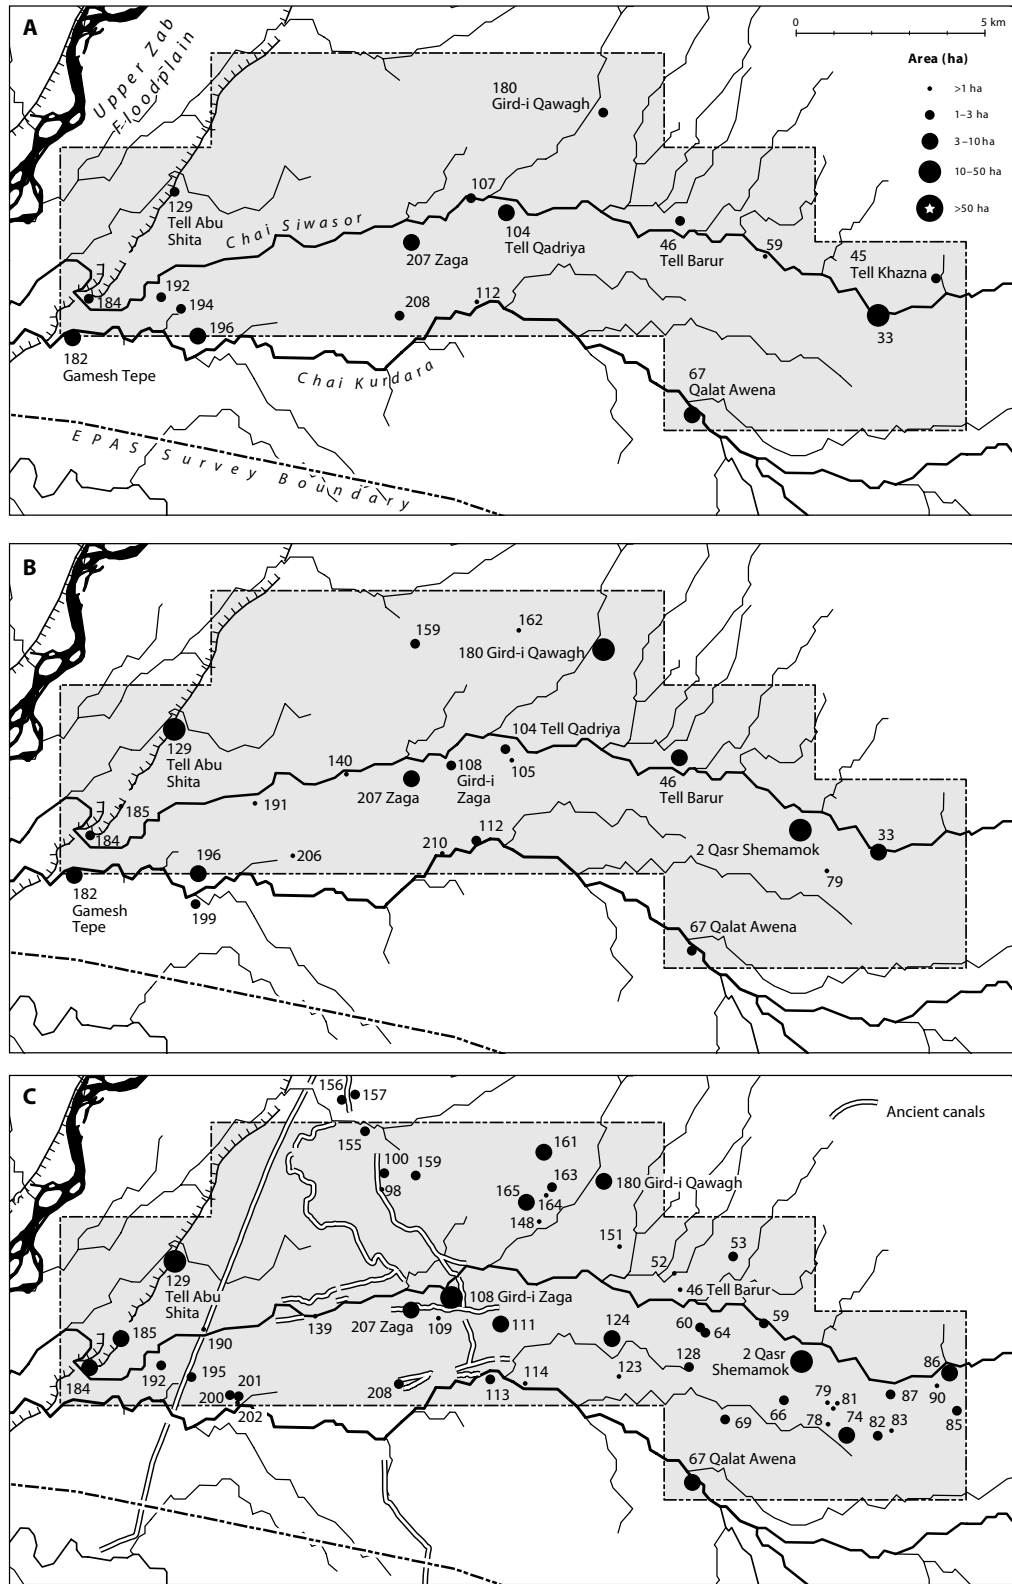 A
Upper Zab
Floodplain
0 5 km
Area (ha)
>1 ha
1–3 ha
3–10 ha
10–50 ha
>50 ha
180
Gird-i Qawagh
129
Tell Abu
Shita
Chai Siwasor
107
104
Tell Qadriya
207 Zaga
46
Tell Barur
59
45
Tell Khazna
184
192
194
196
208
112
33
182
Gamesh Tepe
Chai Kurdara
67
Qalat Awena
EPAS Survey Boundary
B
159
162
180 Gird-i Qawagh
129
Tell Abu
Shita
104 Tell Qadriya
140
108
Gird-i
Zaga
105
207 Zaga
46
Tell Barur
185
191
184
2 Qasr Shemamok
33
196
206
210
112
79
182
Gamesh
Tepe
199
67 Qalat Awena
C
156
157
Ancient canals
155
100
159
161
98
163
165
164
180 Gird-i Qawagh
148
151
53
52
129
Tell Abu
Shita
46 Tell Barur
108 Gird-i Zaga
139
207 Zaga
109
111
124
60
64
59
190
185
2 Qasr
Shemamok
128
86
184
192
195
201
200
202
208
113
114
123
66
79
81
87
90
69
78
74
82
83
85
67 Qalat Awena